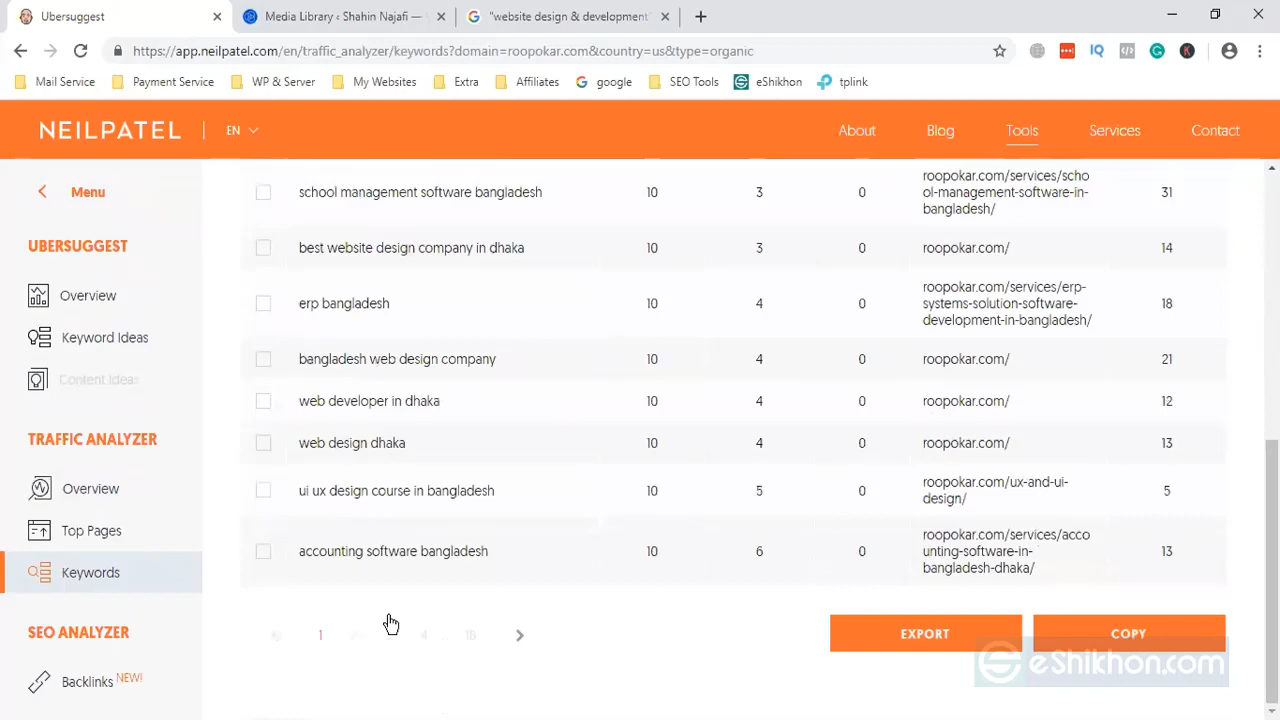 Ubersuggest
Media Library ‹ Shahin Najafi —
"website design & development"
https://app.neilpatel.com/en/traffic_analyzer/keywords?domain=roopokar.com&country=us&type=organic
Mail Service
Payment Service
WP & Server
My Websites
Extra
Affiliates
google
SEO Tools
eShikhon
tplink
NEILPATEL
EN
About
Blog
Tools
Services
Contact
Menu
UBERSUGGEST
Overview
Keyword Ideas
Content Ideas
TRAFFIC ANALYZER
Overview
Top Pages
Keywords
SEO ANALYZER
Backlinks NEW!
school management software bangladesh 10 3 0 roopokar.com/services/scho
ol-management-software-in-
bangladesh/ 31
best website design company in dhaka 10 3 0 roopokar.com/ 14
erp bangladesh 10 4 0 roopokar.com/services/erp-
systems-solution-software-
development-in-bangladesh/ 18
bangladesh web design company 10 4 0 roopokar.com/ 21
web developer in dhaka 10 4 0 roopokar.com/ 12
web design dhaka 10 4 0 roopokar.com/ 13
ui ux design course in bangladesh 10 5 0 roopokar.com/ux-and-ui-
design/ 5
accounting software bangladesh 10 6 0 roopokar.com/services/acco
unting-software-in-
bangladesh-dhaka/ 13
1 4 ..
EXPORT
COPY
eShikhon.com